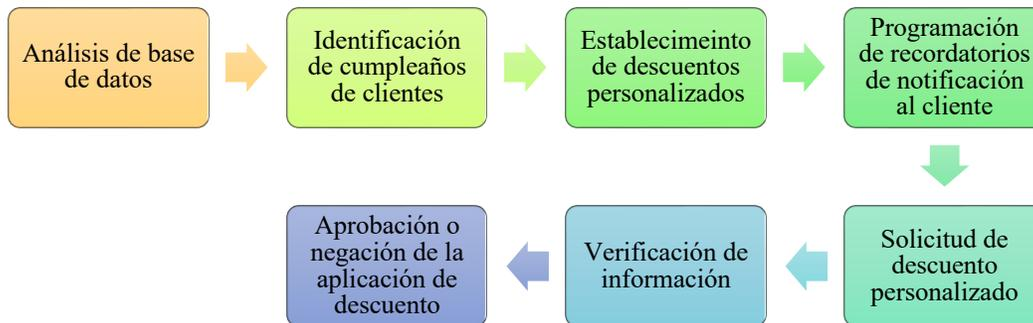 Análisis de base
de datos
Identificación
de cumpleaños
de clientes
Establecimeinto
de descuentos
personalizados
Programación
de recordatorios
de notificación
al cliente
Solicitud de
descuento
personalizado
Verificación de
información
Aprobación o
negación de la
aplicación de
descuento